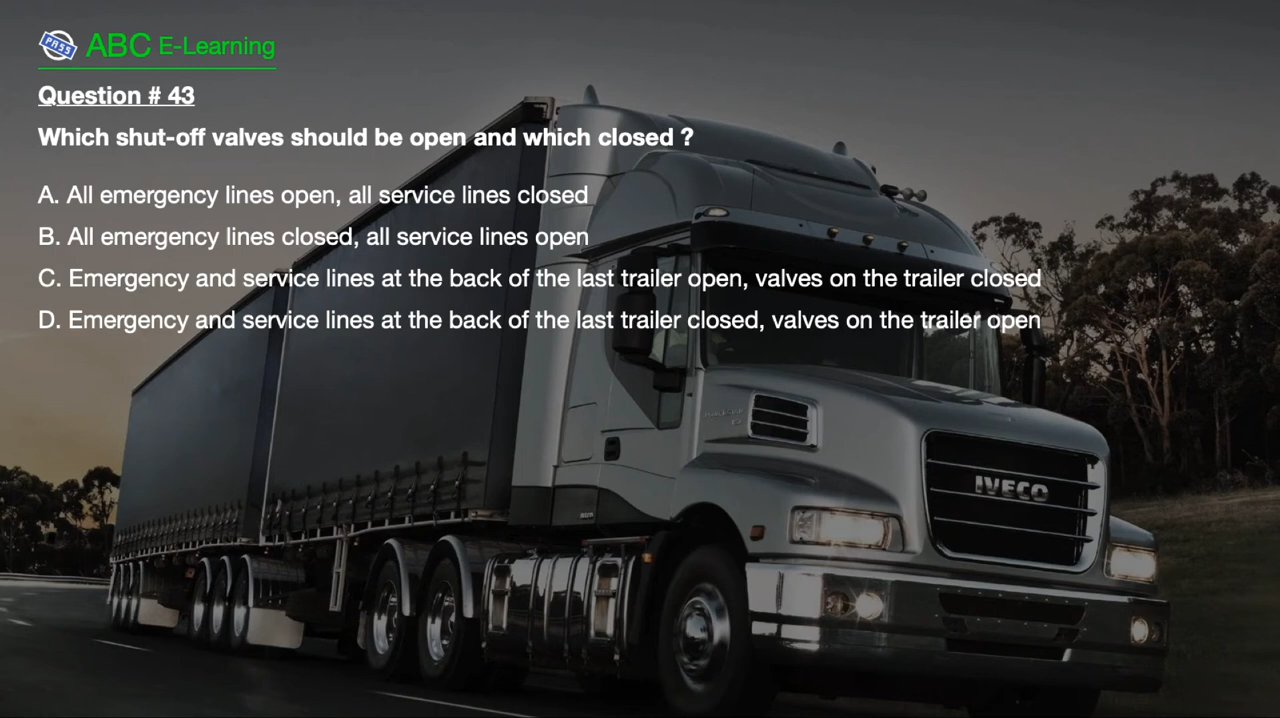 PASS
ABC E-Learning
Question # 43
Which shut-off valves should be open and which closed ?
A. All emergency lines open, all service lines closed
B. All emergency lines closed, all service lines open
C. Emergency and service lines at the back of the last trailer open, valves on the trailer closed
D. Emergency and service lines at the back of the last trailer closed, valves on the trailer open
IVECO